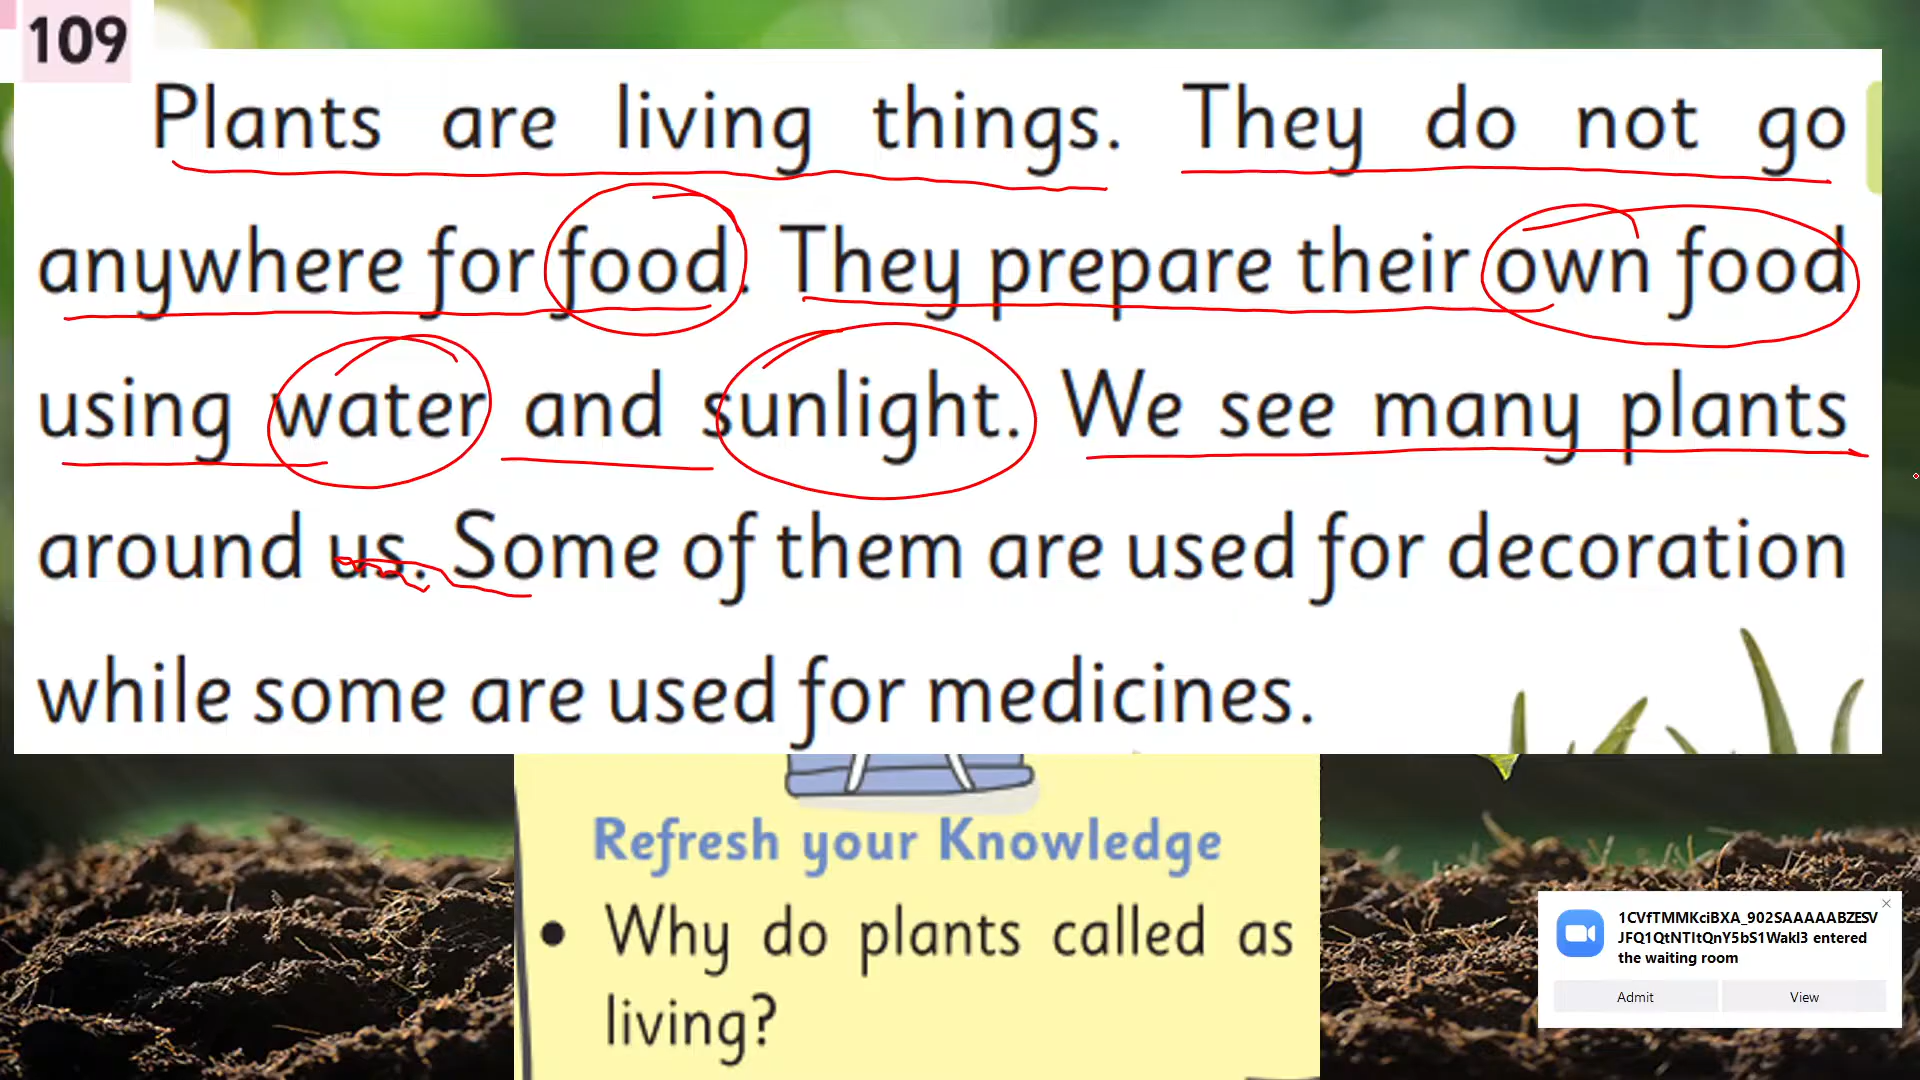 109
Plants are living things. They do not go
anywhere for food. They prepare their own food
using water and sunlight. We see many plants
around us. Some of them are used for decoration
while some are used for medicines.
Refresh your Knowledge
• Why do plants called as
living?
1CVfTMMKciBXA_902SAAAAABZESV
JFQ1QtNTItQnY5bS1WakI3 entered
the waiting room
Admit
View